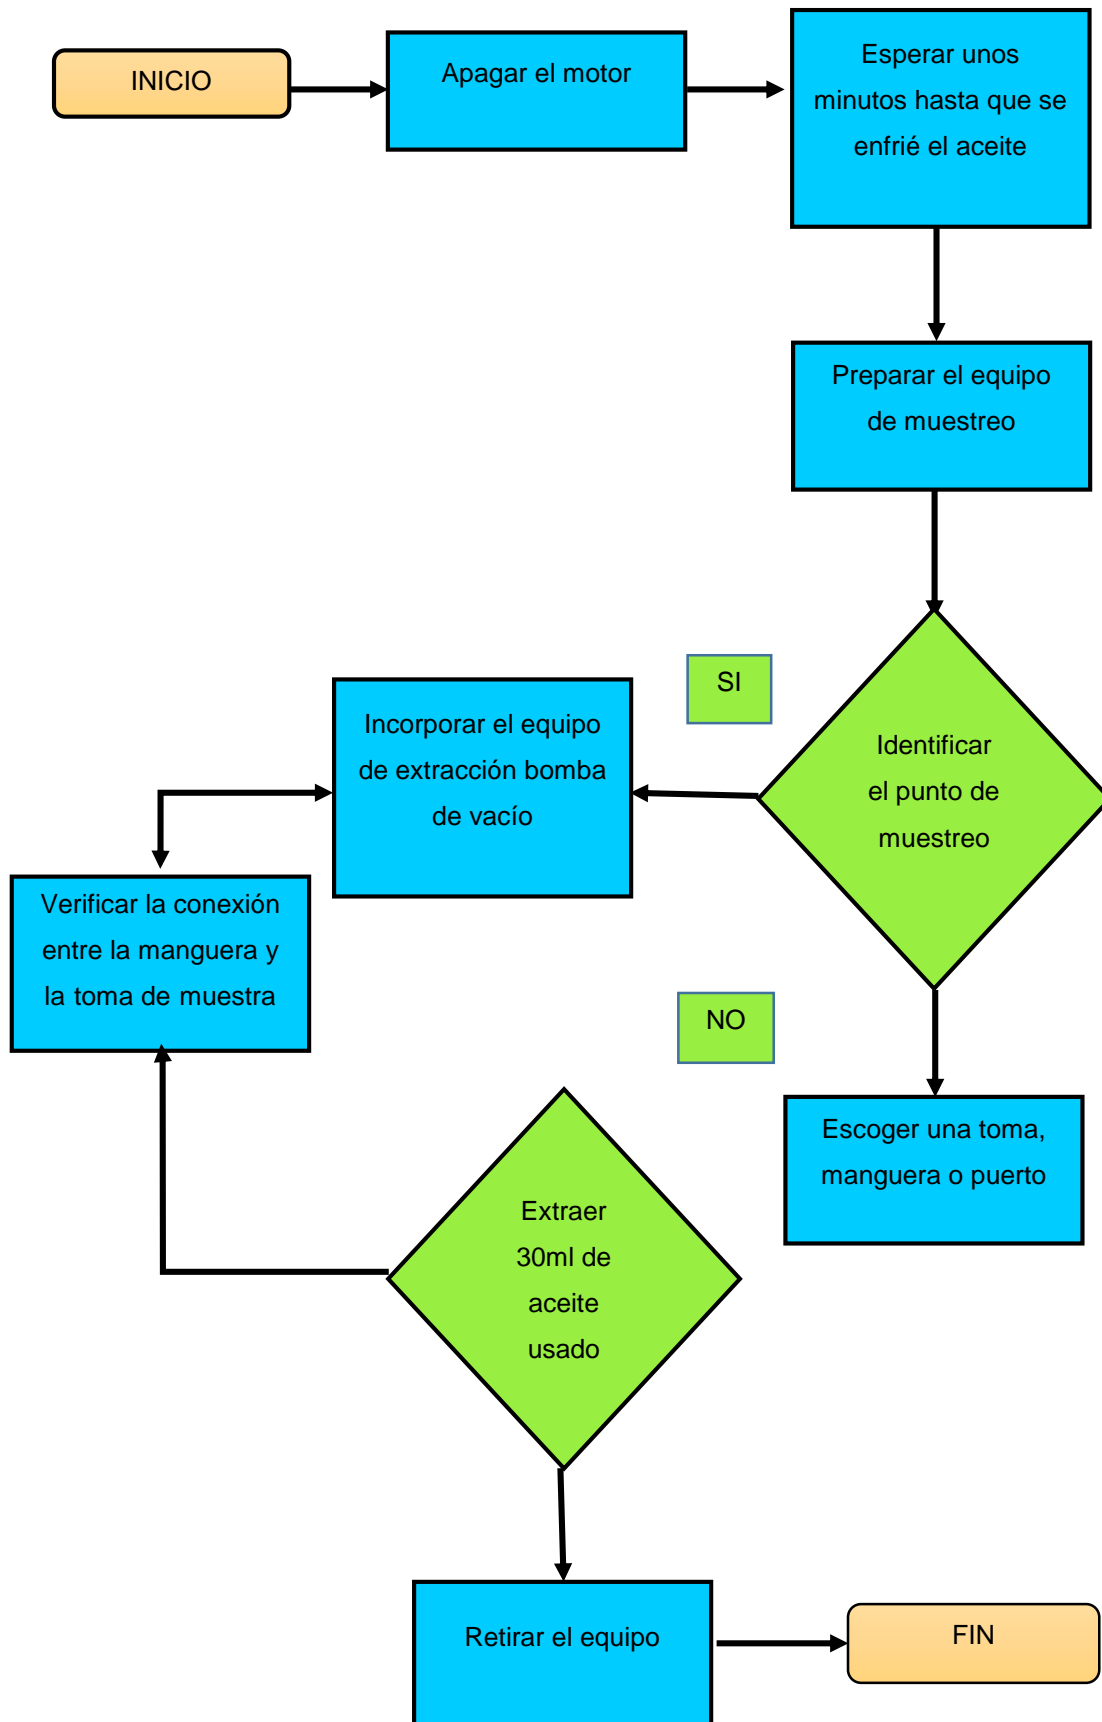 INICIO
Apagar el motor
Esperar unos
minutos hasta que se
enfrié el aceite
Preparar el equipo
de muestreo
SI
Identificar
el punto de
muestreo
Incorporar el equipo
de extracción bomba
de vacío
Verificar la conexión
entre la manguera y
la toma de muestra
NO
Escoger una toma,
manguera o puerto
Extraer
30ml de
aceite
usado
Retirar el equipo
FIN